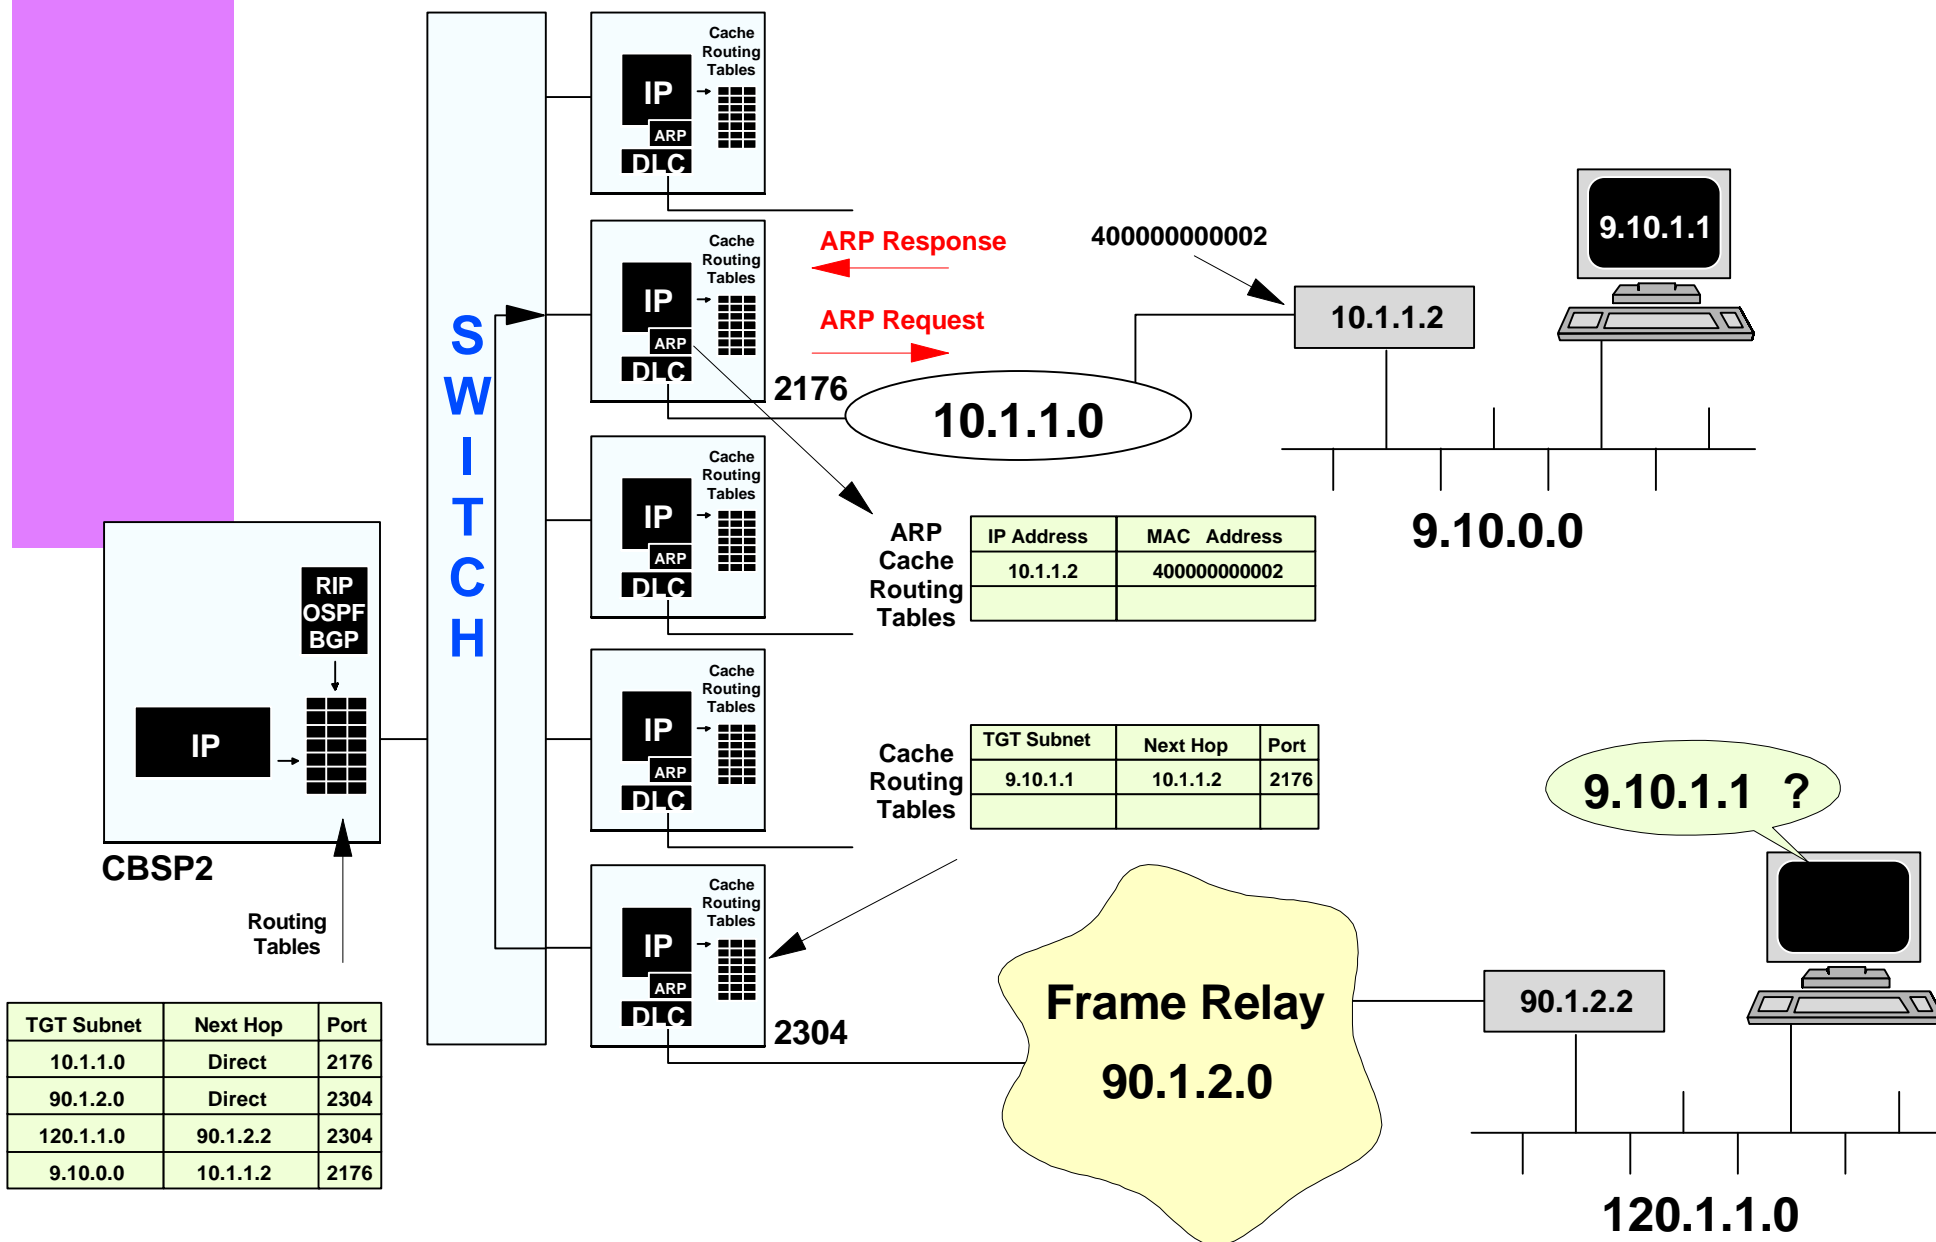 Cache
Routing
Tables
IP
ARP
DLC
Cache
Routing
Tables
IP
ARP
DLC
2176
ARP Response
ARP Request
400000000002
10.1.1.2
9.10.1.1
10.1.1.0
9.10.0.0
S
W
I
T
C
H
Cache
Routing
Tables
IP
ARP
DLC
ARP
Cache
Routing
Tables
IP Address MAC Address
10.1.1.2 400000000002
RIP
OSPF
BGP
IP
CBSP2
Routing
Tables
Cache
Routing
Tables
IP
ARP
DLC
Cache
Routing
Tables
TGT Subnet Next Hop Port
9.10.1.1 10.1.1.2 2176
9.10.1.1 ?
Cache
Routing
Tables
IP
ARP
DLC
2304
Frame Relay
90.1.2.0
90.1.2.2
120.1.1.0
TGT Subnet Next Hop Port
10.1.1.0 Direct 2176
90.1.2.0 Direct 2304
120.1.1.0 90.1.2.2 2304
9.10.0.0 10.1.1.2 2176